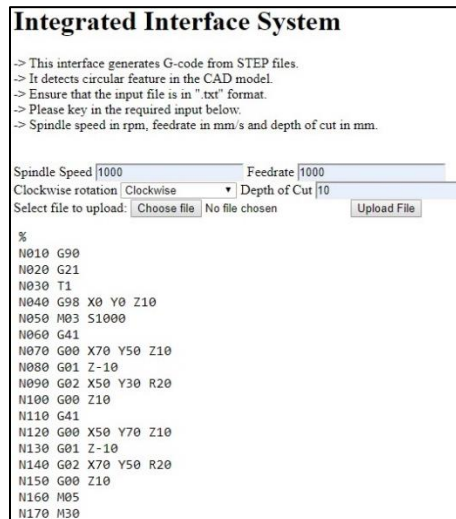 Integrated Interface System
-> This interface generates G-code from STEP files.
-> It detects circular feature in the CAD model.
-> Ensure that the input file is in ".txt" format.
-> Please key in the required input below.
-> Spindle speed in rpm, feedrate in mm/s and depth of cut in mm.
Spindle Speed 1000 Feedrate 1000
Clockwise rotation Clockwise Depth of Cut 10
Select file to upload: Choose file No file chosen Upload File
%
N010 G90
N020 G21
N030 T1
N040 G98 X0 Y0 Z10
N050 M03 S1000
N060 G41
N070 G00 X70 Y50 Z10
N080 G01 Z-10
N090 G02 X50 Y30 R20
N100 G00 Z10
N110 G41
N120 G00 X50 Y70 Z10
N130 G01 Z-10
N140 G02 X70 Y50 R20
N150 G00 Z10
N160 M05
N170 M30